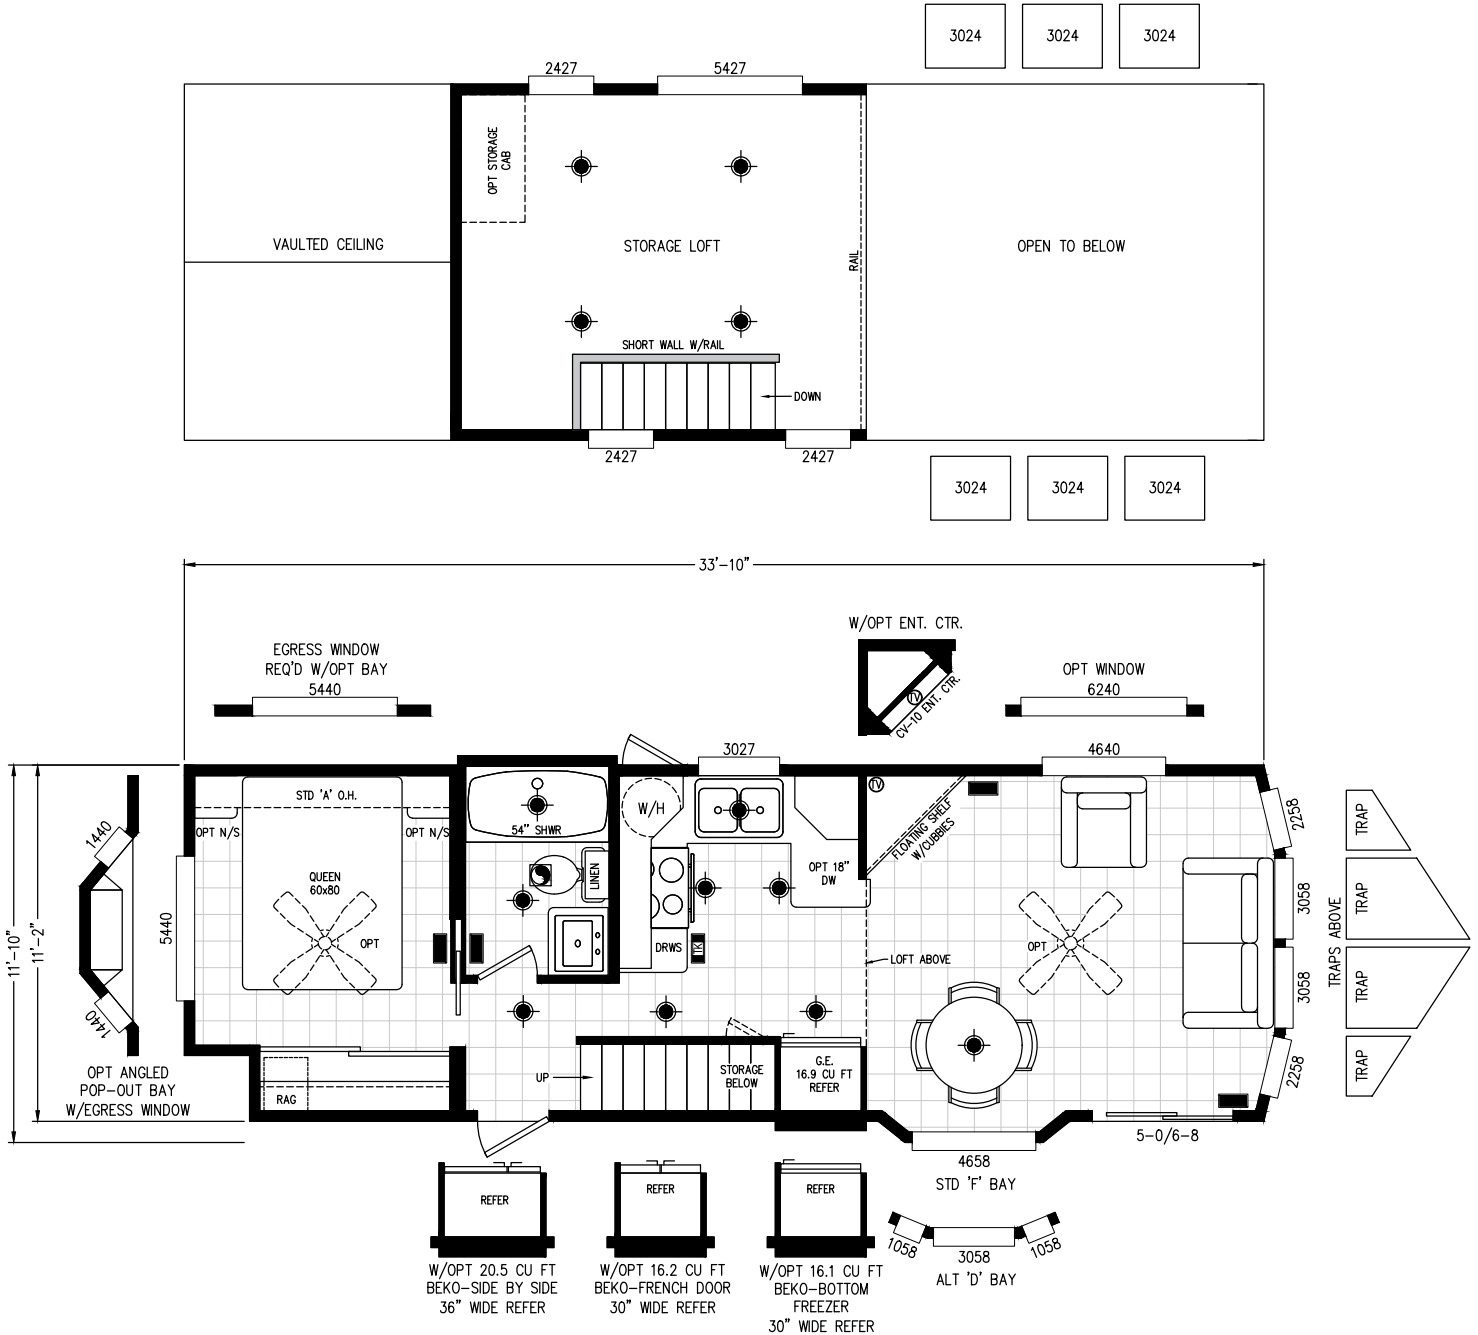 3024
3024
3024
2427
5427
OPT STORAGE
CAB
VAULTED CEILING
STORAGE LOFT
RAIL
OPEN TO BELOW
SHORT WALL W/RAIL
DOWN
2427
2427
3024
3024
3024
33'-10"
W/OPT ENT. CTR.
TV
CV-10 ENT. CTR.
EGRESS WINDOW
REQ'D W/OPT BAY
5440
OPT WINDOW
6240
3027
4640
11'-10"
11'-2"
1440
1440
OPT ANGLED
POP-OUT BAY
W/EGRESS WINDOW
5440
STD 'A' O.H.
OPT N/S
OPT N/S
QUEEN
60x80
OPT
RAG
54" SHWR
LINEN
W/H
DRWS
TK
OPT 18"
DW
TV
FLOATING SHELF
W/CUBBIES
LOFT ABOVE
OPT
UP
STORAGE
BELOW
G.E.
16.9 CU FT
REFER
2258
3058
3058
2258
TRAPS ABOVE
TRAP
TRAP
TRAP
TRAP
5-0/6-8
4658
STD 'F' BAY
1058
3058
1058
ALT 'D' BAY
REFER
W/OPT 20.5 CU FT
BEKO-SIDE BY SIDE
36" WIDE REFER
REFER
W/OPT 16.2 CU FT
BEKO-FRENCH DOOR
30" WIDE REFER
REFER
W/OPT 16.1 CU FT
BEKO-BOTTOM
FREEZER
30" WIDE REFER